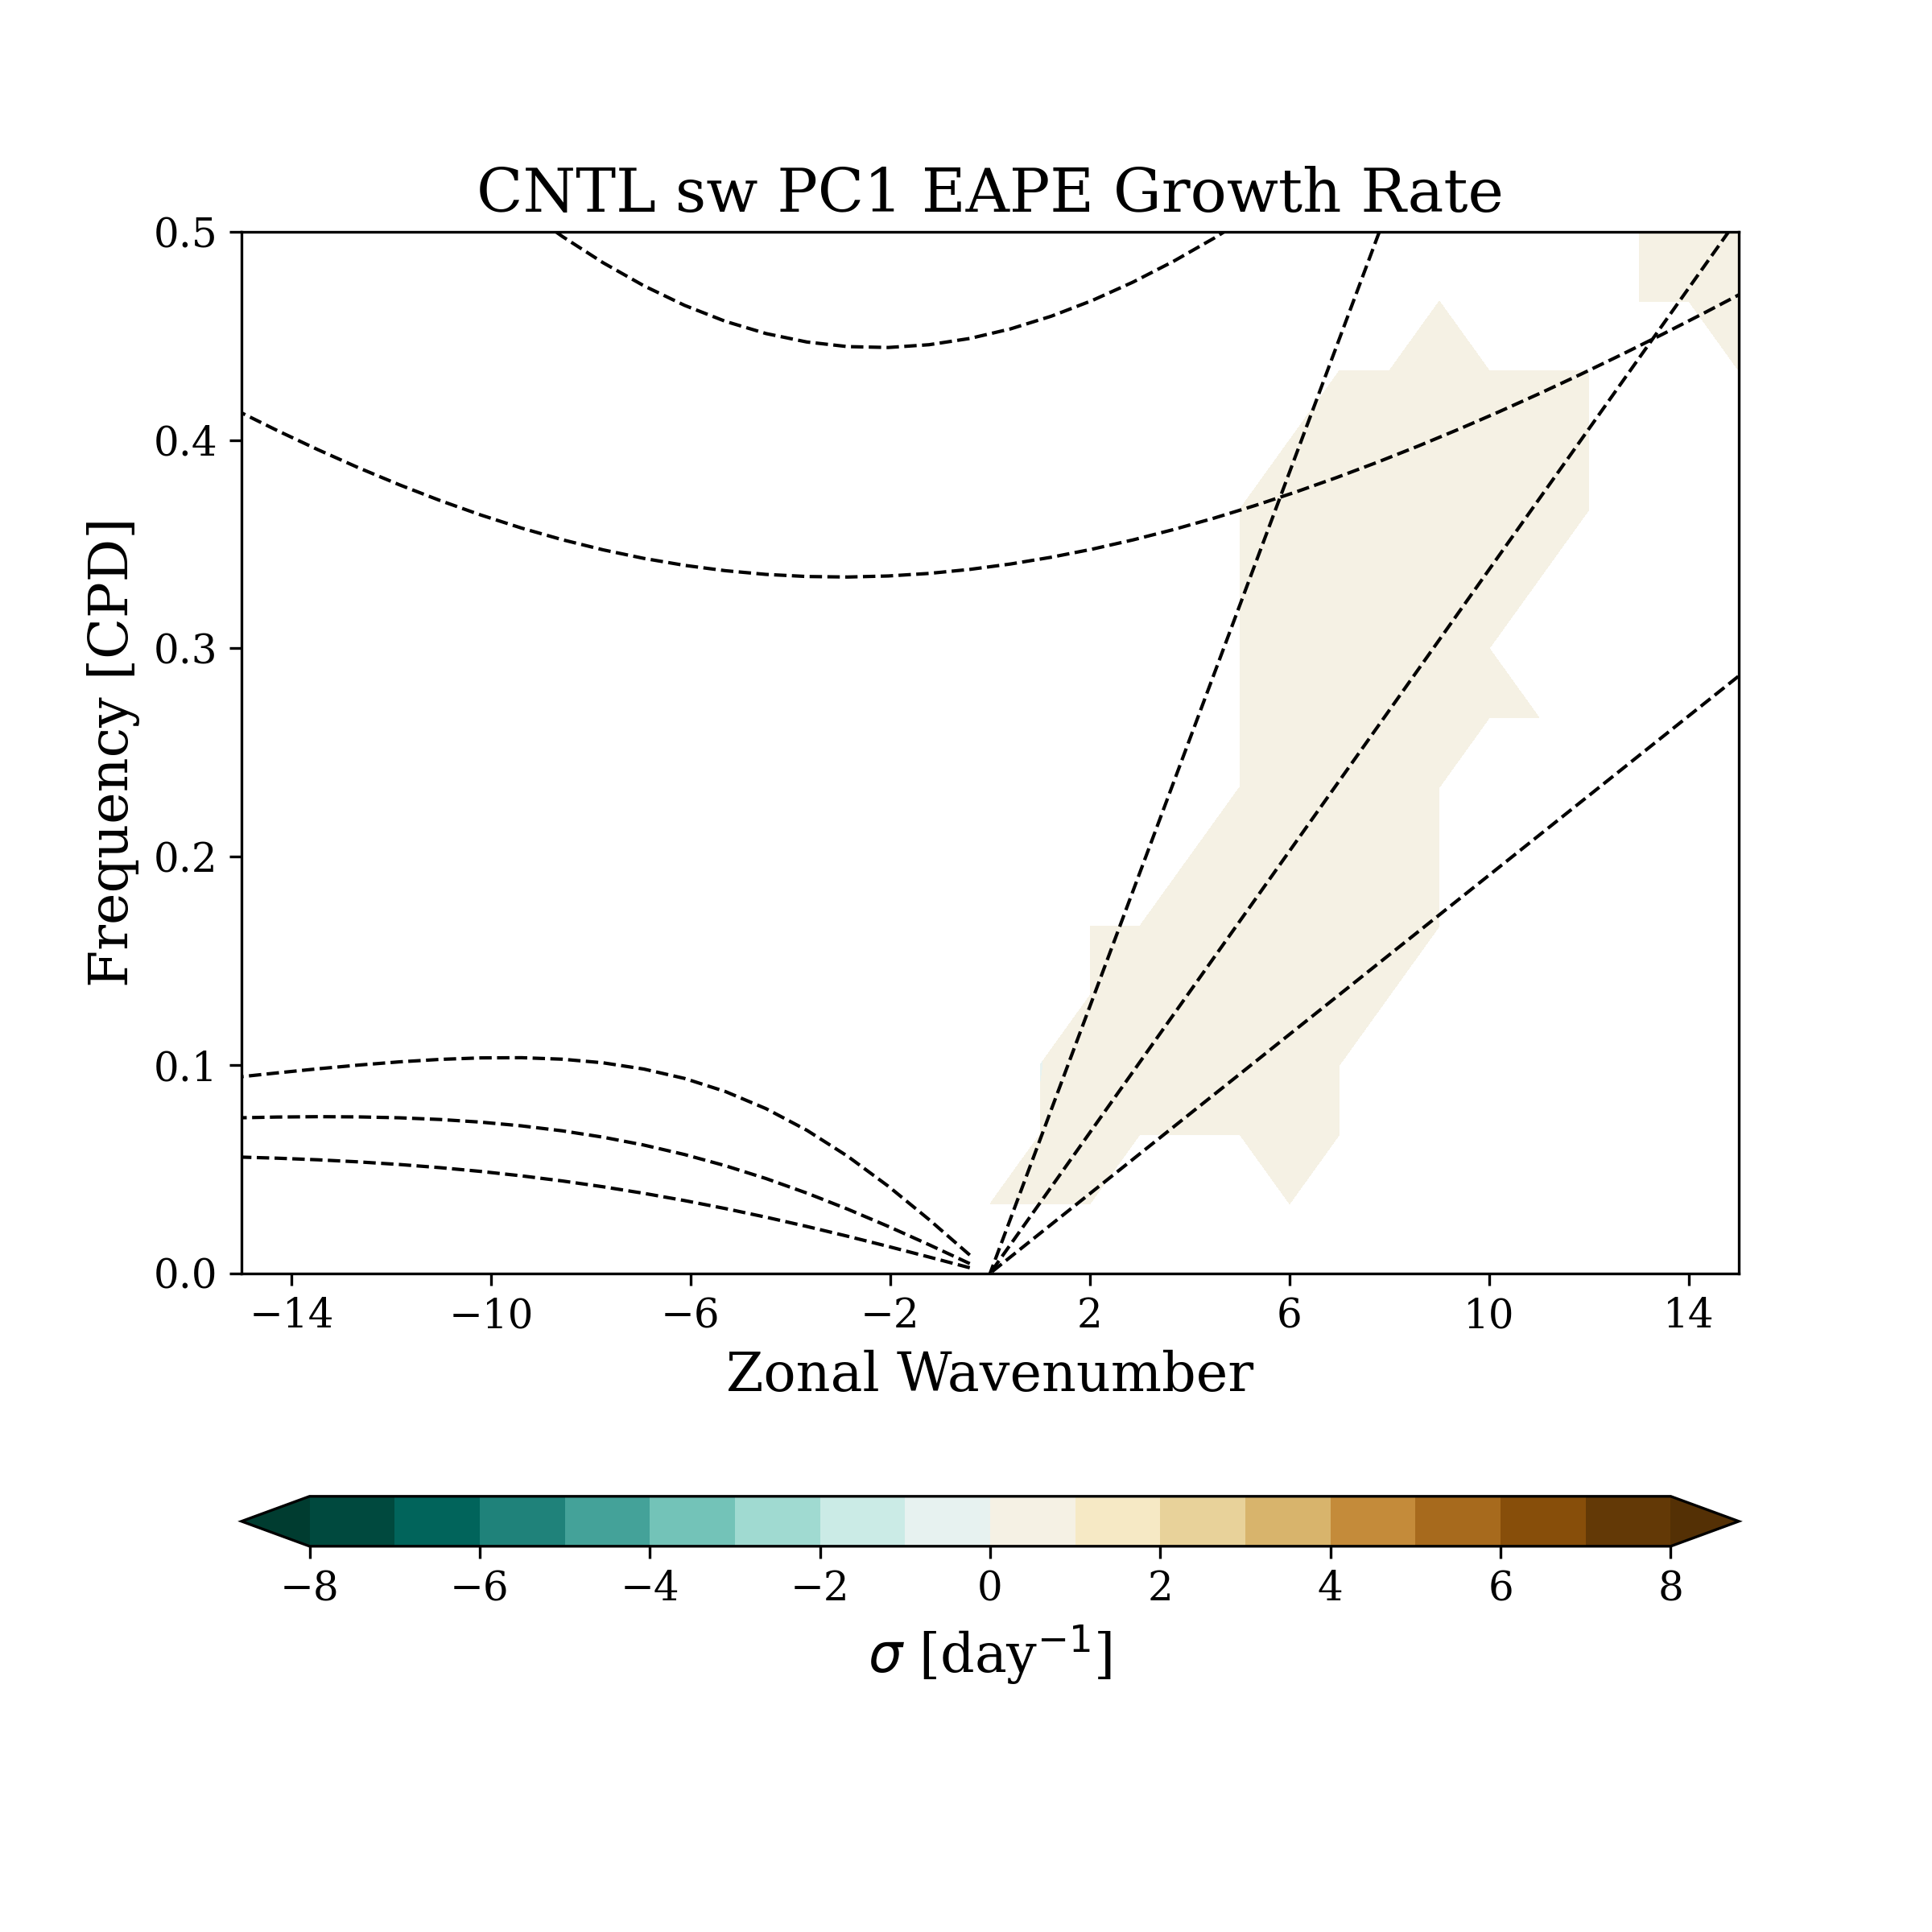 CNTL sw PC1 EAPE Growth Rate
0.5
0.4
0.3
0.2
0.1
0.0
Frequency [CPD]
−14 −10 −6 −2 2 6 10 14
Zonal Wavenumber
−8 −6 −4 −2 0 2 4 6 8
σ [day⁻¹]